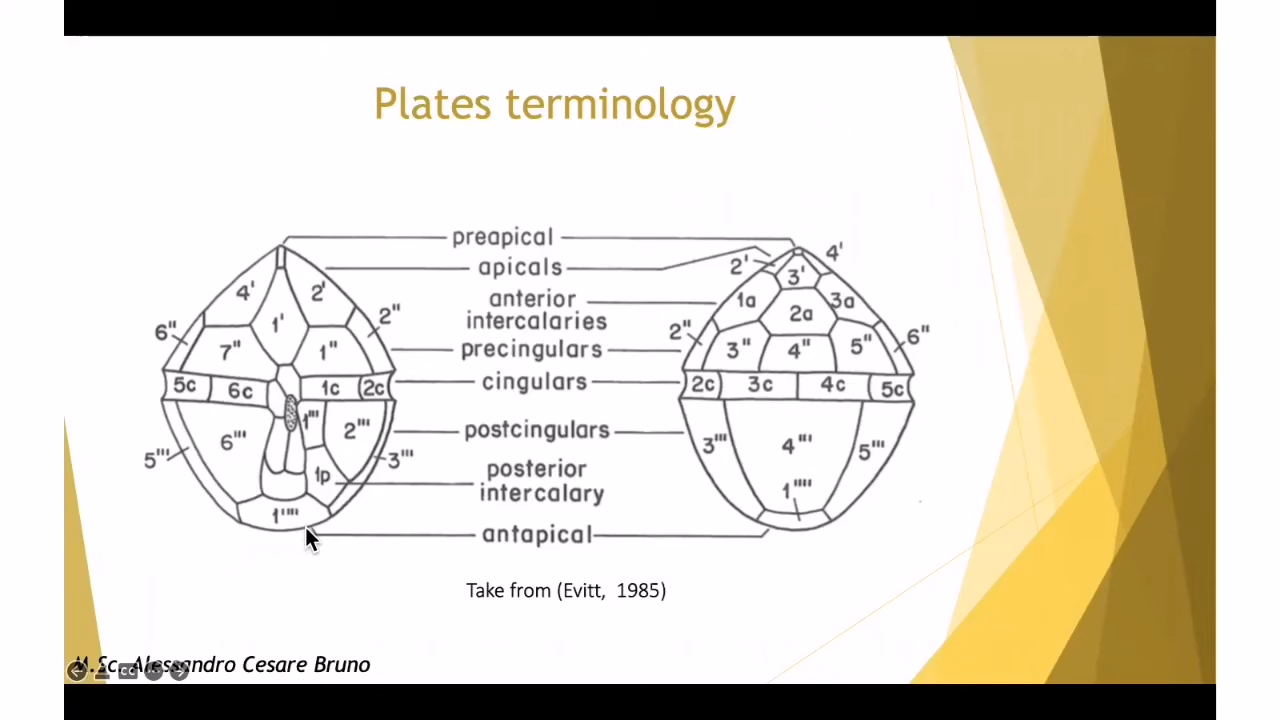 Plates terminology
preapical
apicals
anterior
intercalaries
precingulars
cingulars
postcingulars
posterior
intercalary
antapical
4' 2'
1'
6" 2"
7" 1"
5c 6c 1c 2c
1''' 2'''
6'''
5''' 3'''
1p
1''''
2' 4'
3'
1a 3a
2a
2" 6"
3" 4" 5"
2c 3c 4c 5c
3''' 4''' 5'''
1''''
Take from (Evitt, 1985)
M.Sc. Alessandro Cesare Bruno
CC